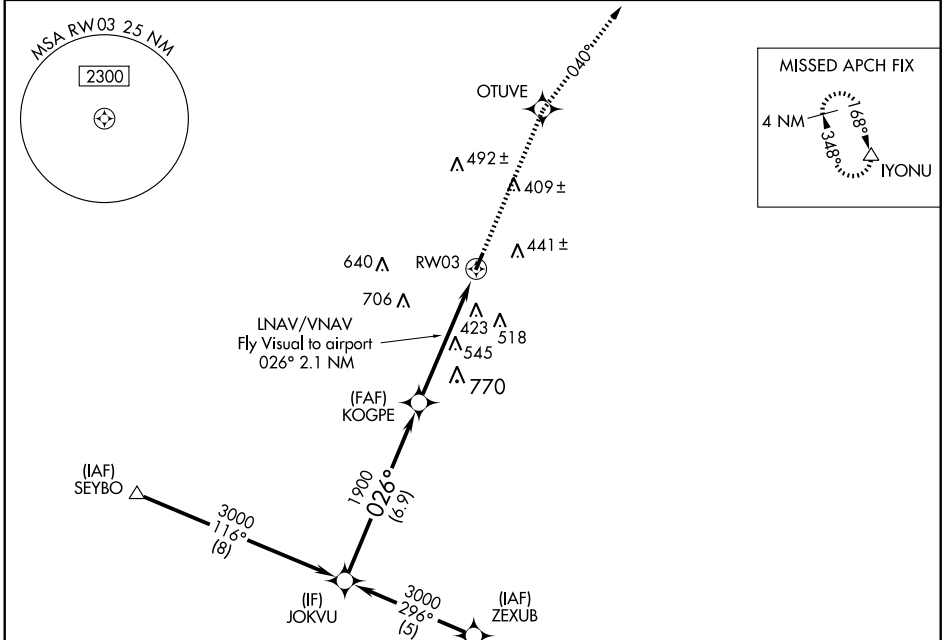 MSA RW03 25 NM
2300
040°
OTUVE
MISSED APCH FIX
4 NM
168°
348°
IYONU
492 ±
409 ±
441 ±
640
RW03
706
423
518
545
770
LNAV/VNAV
Fly Visual to airport
026° 2.1 NM
(FAF)
KOGPE
1900
026°
(6.9)
(IAF)
SEYBO
3000
116°
(8)
(IF)
JOKVU
3000
296°
(5)
(IAF)
ZEXUB